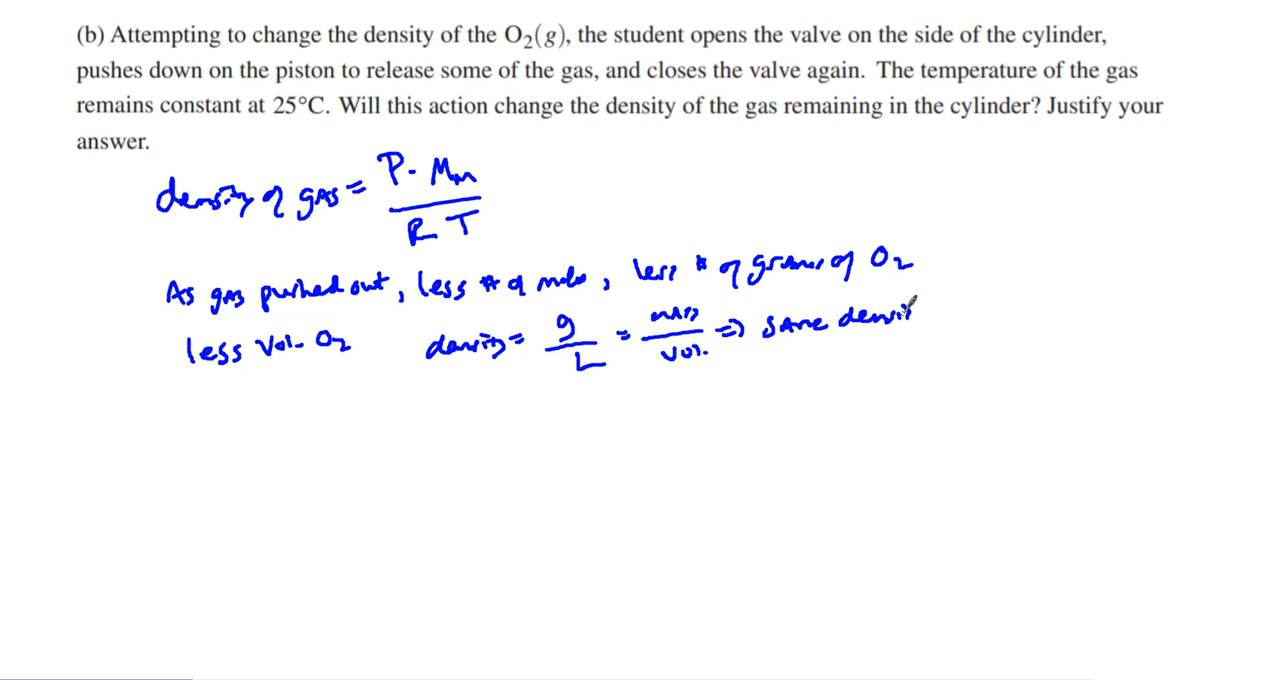 (b) Attempting to change the density of the O₂(g), the student opens the valve on the side of the cylinder,
pushes down on the piston to release some of the gas, and closes the valve again. The temperature of the gas
remains constant at 25°C. Will this action change the density of the gas remaining in the cylinder? Justify your
answer.
density of gas = P · Mm / R T
As gas pushed out, less # of moles, less # of grams of O₂
less vol. O₂ density = g / L = mass / vol. ⇒ same densit